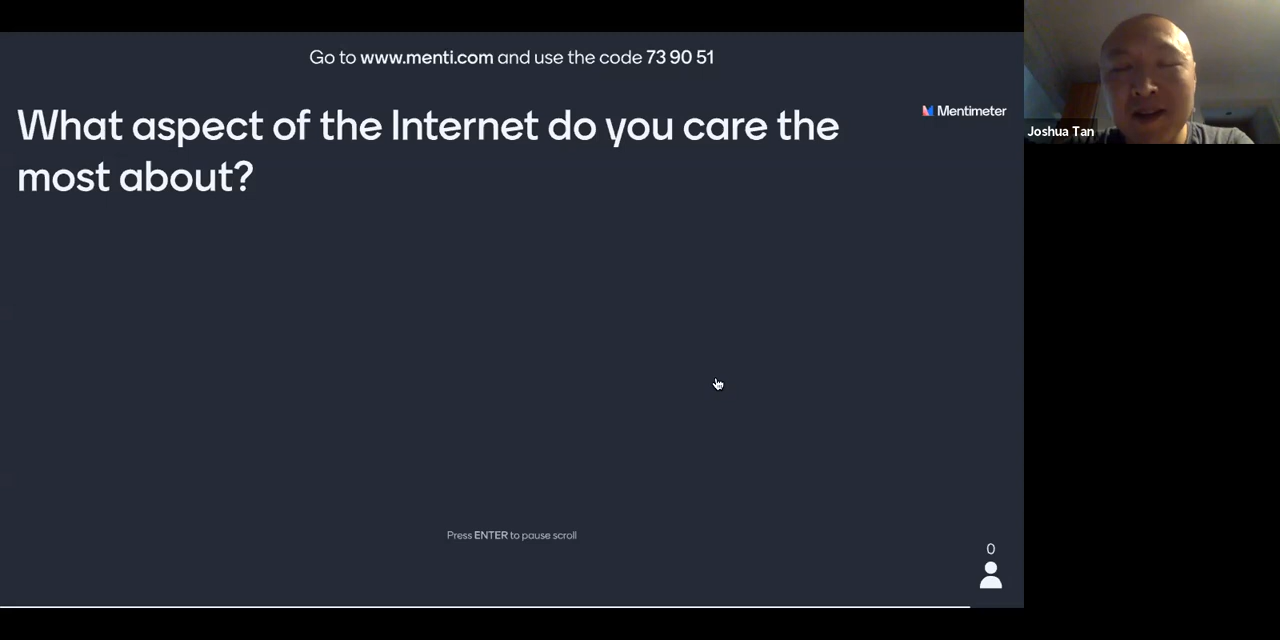 Go to www.menti.com and use the code 73 90 51
What aspect of the Internet do you care the
most about?
Mentimeter
Joshua Tan
Press ENTER to pause scroll
0